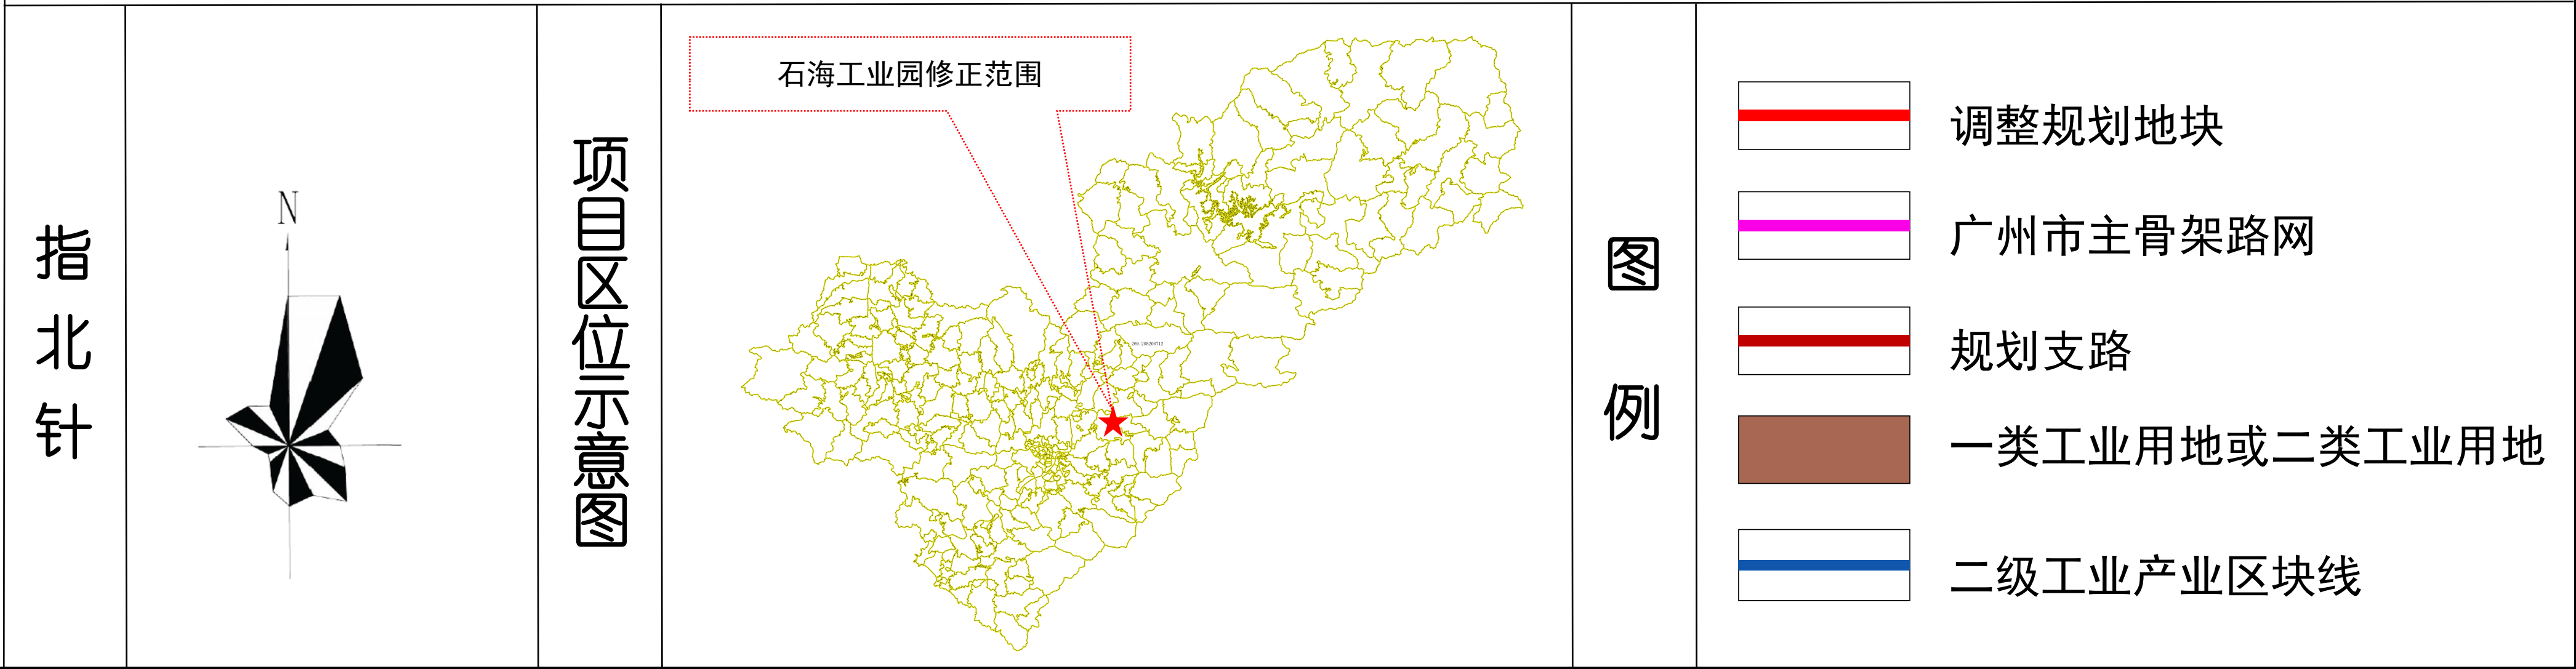 指北针
N
项目区位示意图
石海工业园修正范围
图例
调整规划地块
广州市主骨架路网
规划支路
一类工业用地或二类工业用地
二级工业产业区块线